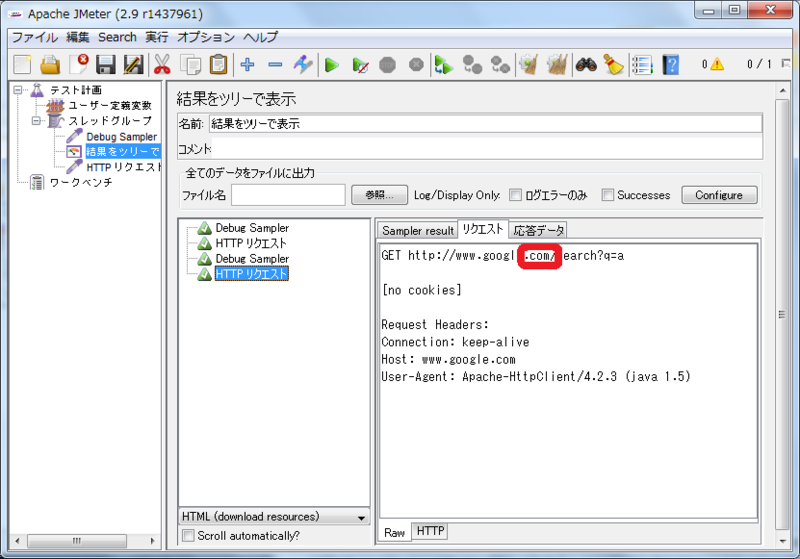 Apache JMeter (2.9 r1437961)
ファイル 編集 Search 実行 オプション ヘルプ
0 0 / 1
テスト計画
ユーザー定義変数
スレッドグループ
Debug Sampler
結果をツリーで
HTTP リクエスト
ワークベンチ
結果をツリーで表示
名前: 結果をツリーで表示
コメント
全てのデータをファイルに出力
ファイル名 参照... Log/Display Only: ログエラーのみ Successes Configure
Debug Sampler
HTTP リクエスト
Debug Sampler
HTTP リクエスト
HTML (download resources)
Scroll automatically?
Sampler result リクエスト 応答データ
GET http://www.googl .com/ earch?q=a
[no cookies]
Request Headers:
Connection: keep-alive
Host: www.google.com
User-Agent: Apache-HttpClient/4.2.3 (java 1.5)
Raw HTTP